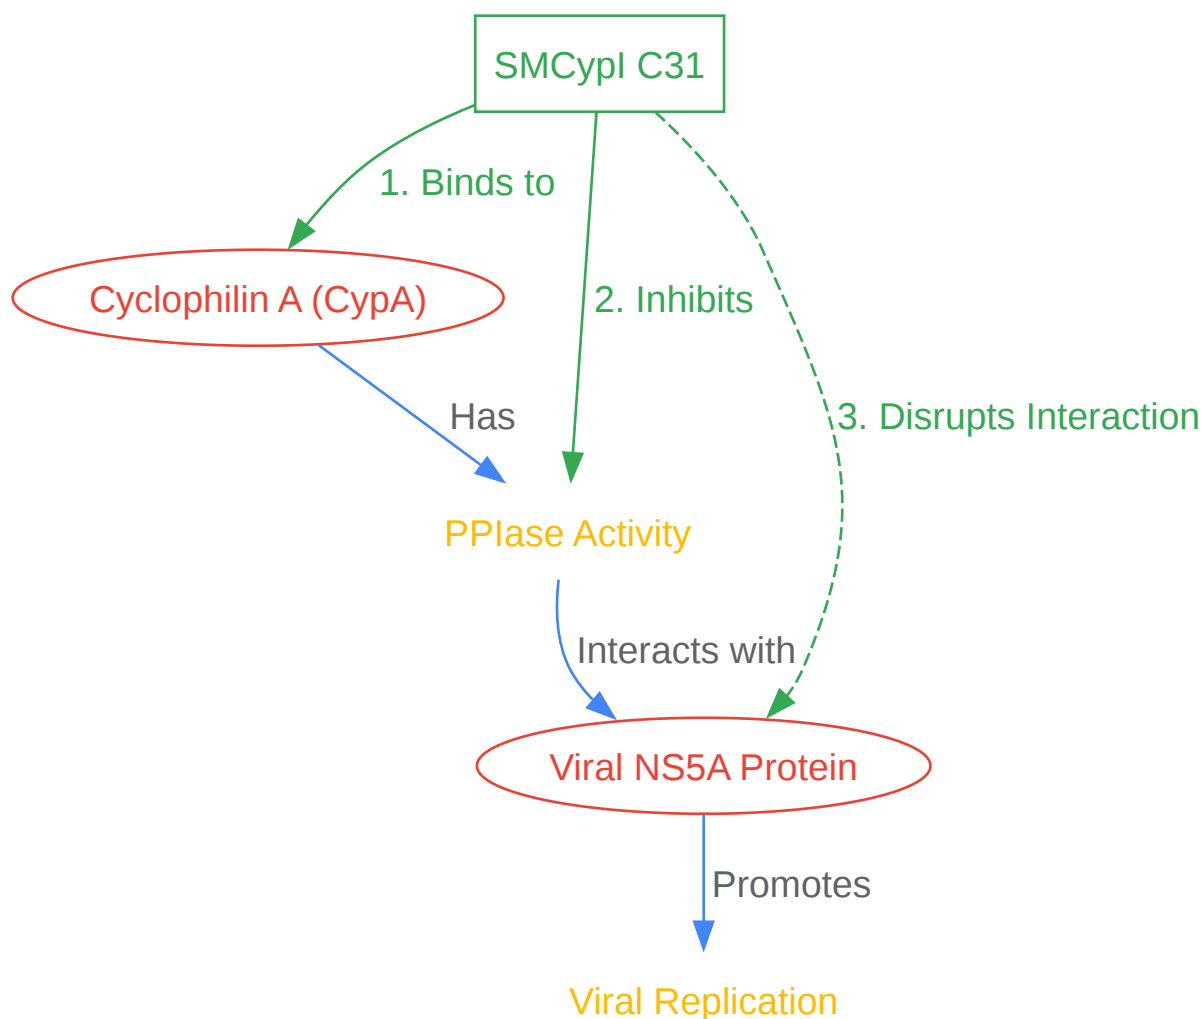 SMCypI C31
1. Binds to
Cyclophilin A (CypA)
2. Inhibits
Has
3. Disrupts Interaction
PPIase Activity
Interacts with
Viral NS5A Protein
Promotes
Viral Replication